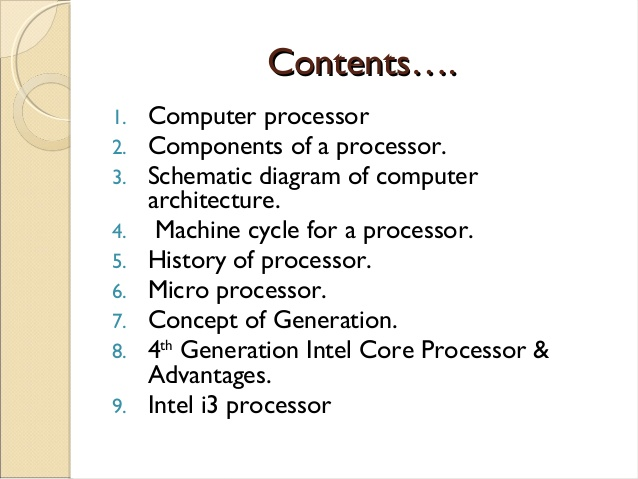 Contents….
1. Computer processor
2. Components of a processor.
3. Schematic diagram of computer
architecture.
4. Machine cycle for a processor.
5. History of processor.
6. Micro processor.
7. Concept of Generation.
8. 4th Generation Intel Core Processor &
Advantages.
9. Intel i3 processor